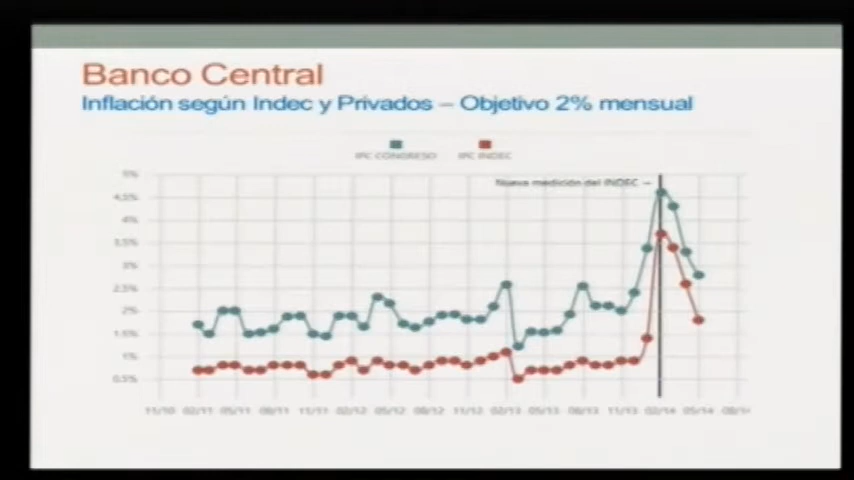 Banco Central
Inflación según Indec y Privados – Objetivo 2% mensual
IPC CONGRESO IPC INDEC
Nueva medición del INDEC
5%
4,5%
4%
3,5%
3%
2,5%
2%
1,5%
1%
0,5%
11/10 02/11 05/11 08/11 11/11 02/12 05/12 08/12 11/12 02/13 05/13 08/13 11/13 02/14 05/14 08/14